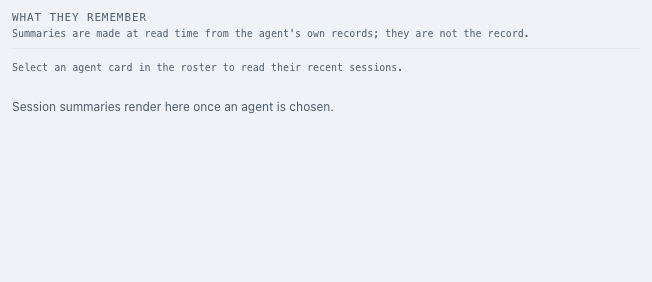 WHAT THEY REMEMBER
Summaries are made at read time from the agent's own records; they are not the record.
Select an agent card in the roster to read their recent sessions.
Session summaries render here once an agent is chosen.